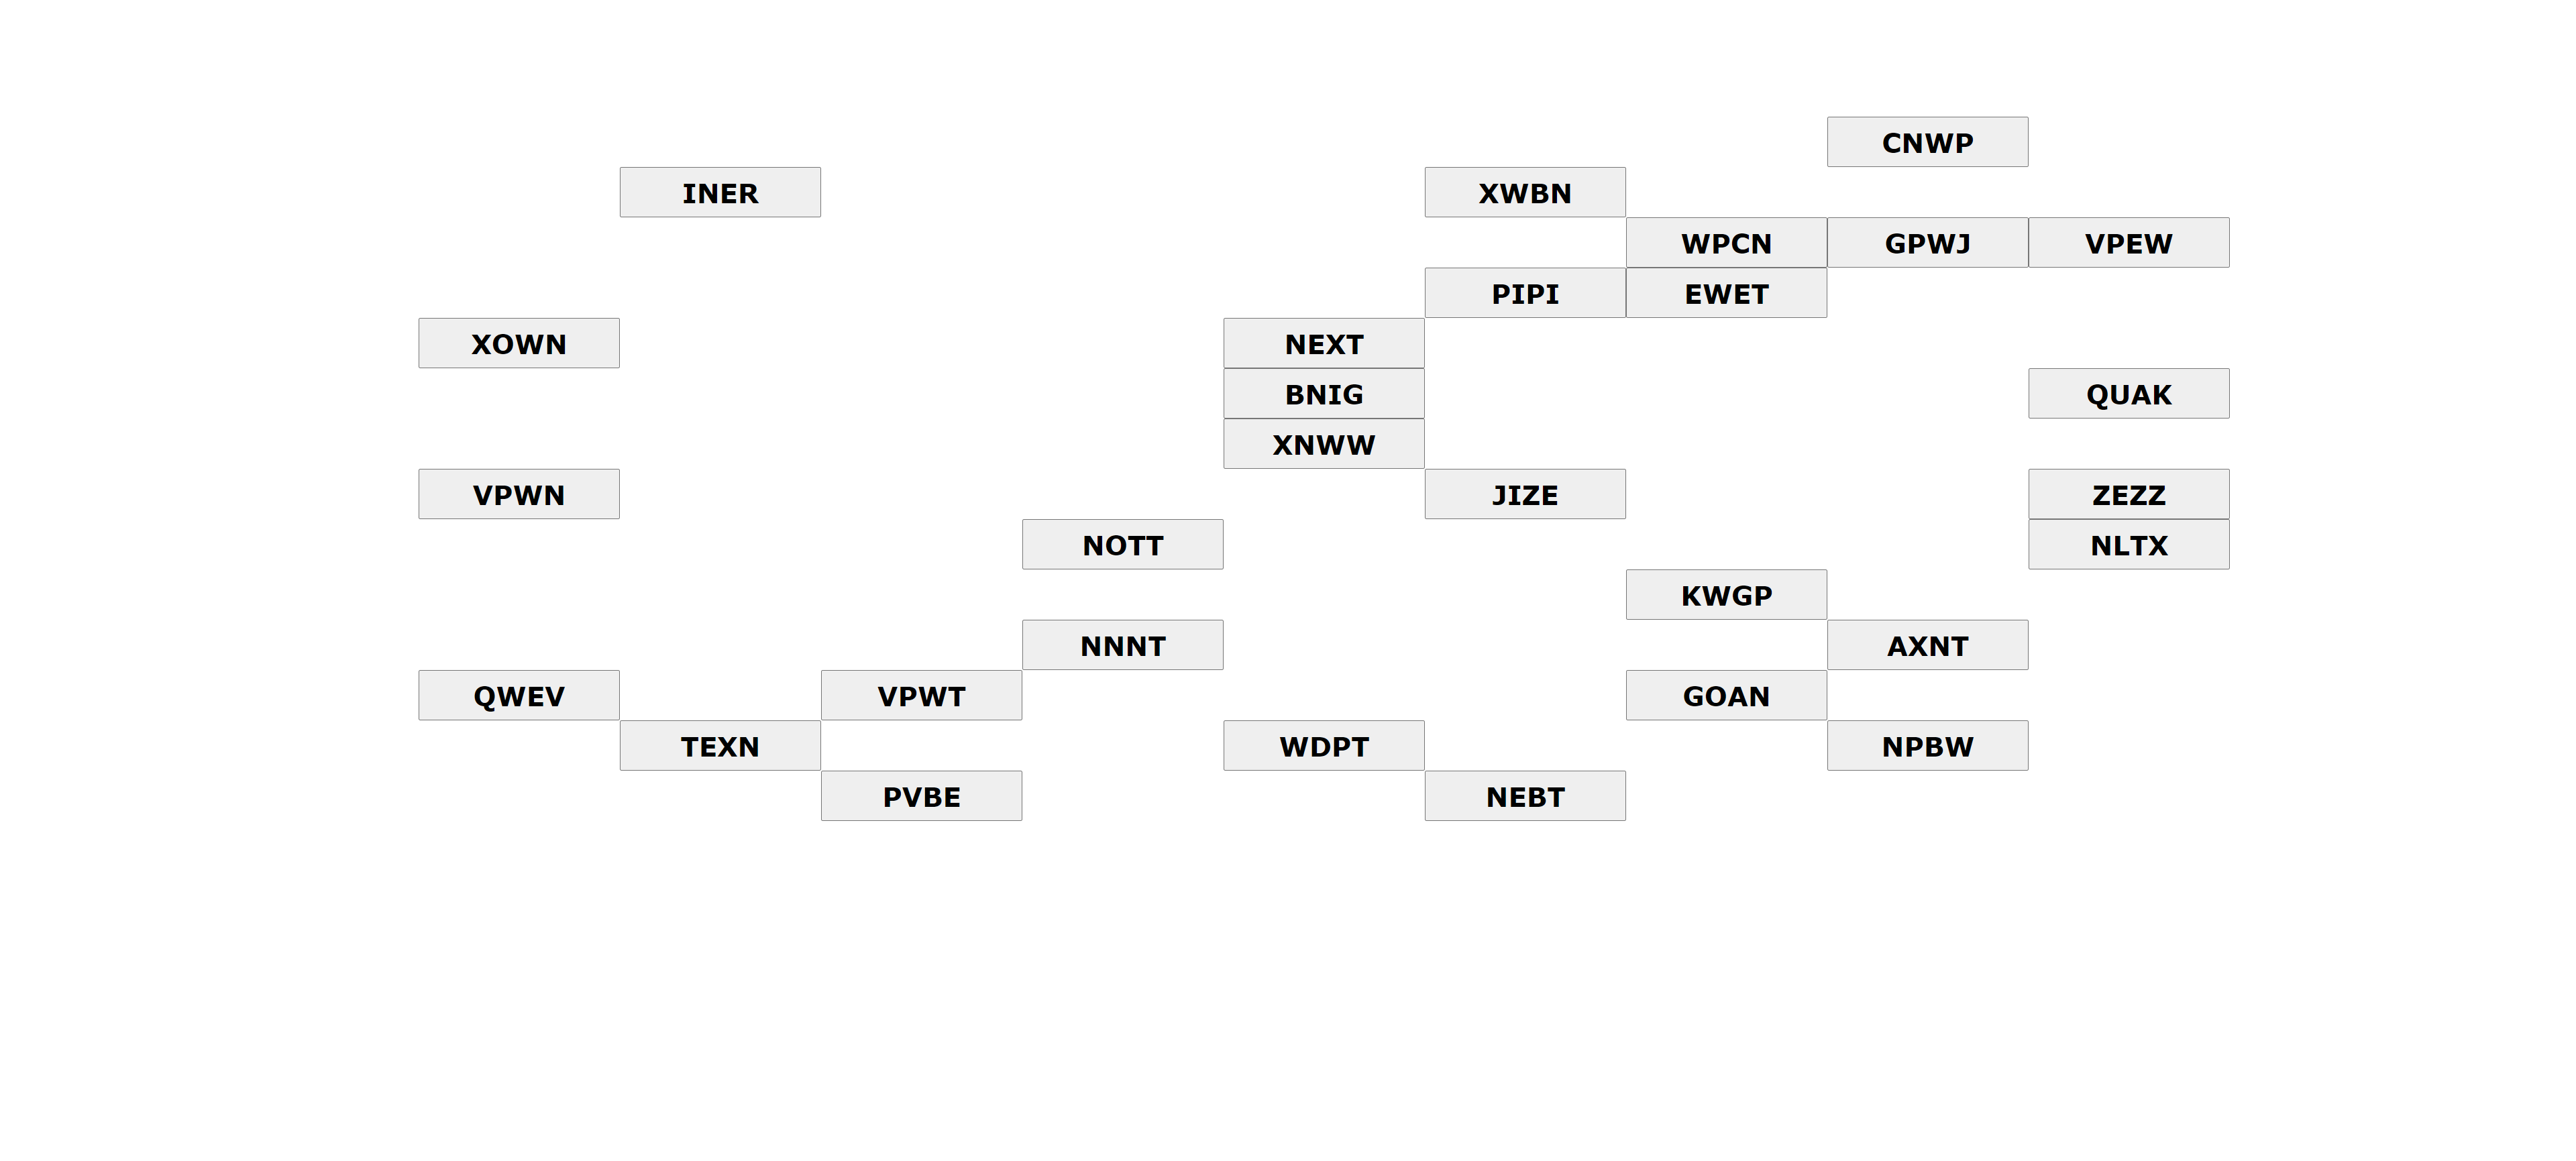 CNWP
INER XWBN
WPCN GPWJ VPEW
PIPI EWET
XOWN NEXT
BNIG QUAK
XNWW
VPWN JIZE ZEZZ
NOTT NLTX
KWGP
NNNT AXNT
QWEV VPWT GOAN
TEXN WDPT NPBW
PVBE NEBT